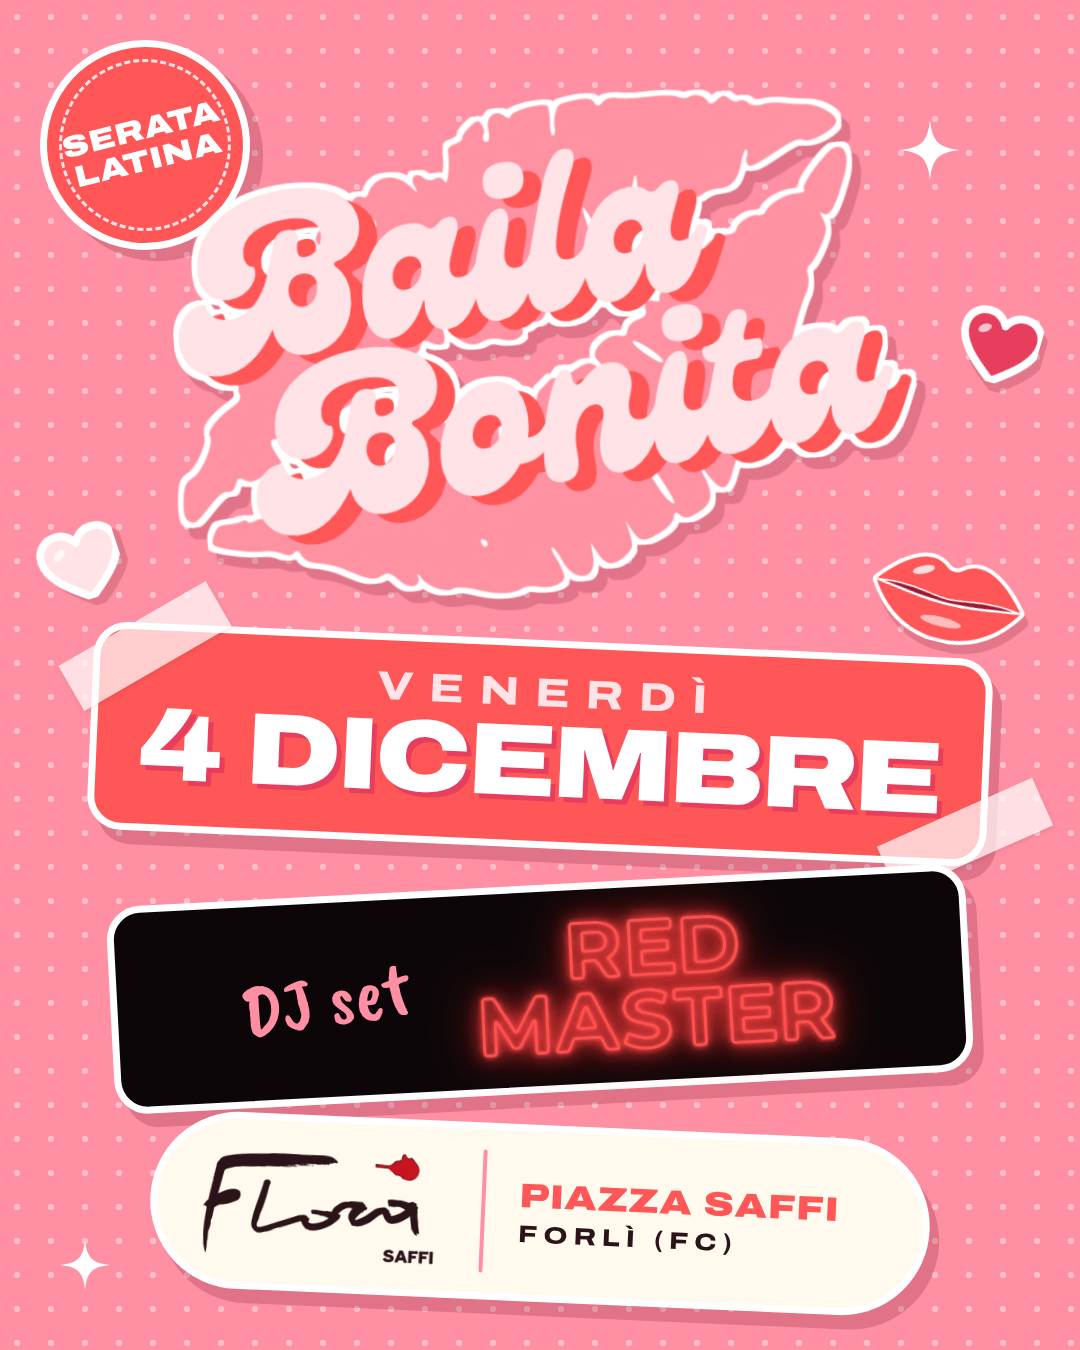 SERATA
LATINA
Baila
Bonita
VENERDÌ
4 DICEMBRE
DJ set
RED
MASTER
Flora
SAFFI
PIAZZA SAFFI
FORLÌ (FC)